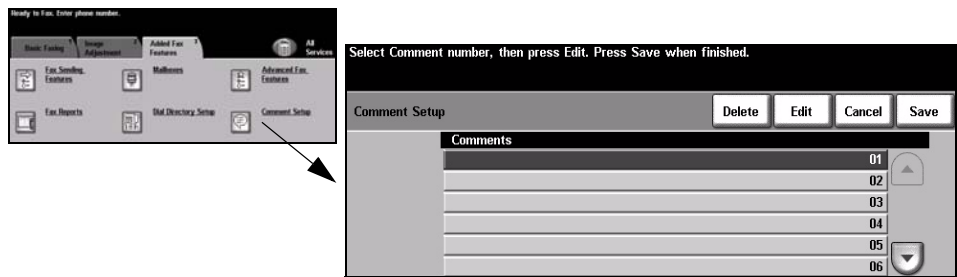 Ready to Fax. Enter phone number.
Basic Faxing
Image Adjustment
Added Fax Features
All Services
Fax Sending Features
Mailboxes
Advanced Fax Features
Fax Reports
Dial Directory Setup
Comment Setup
Select Comment number, then press Edit. Press Save when finished.
Comment Setup
Delete
Edit
Cancel
Save
Comments
01
02
03
04
05
06